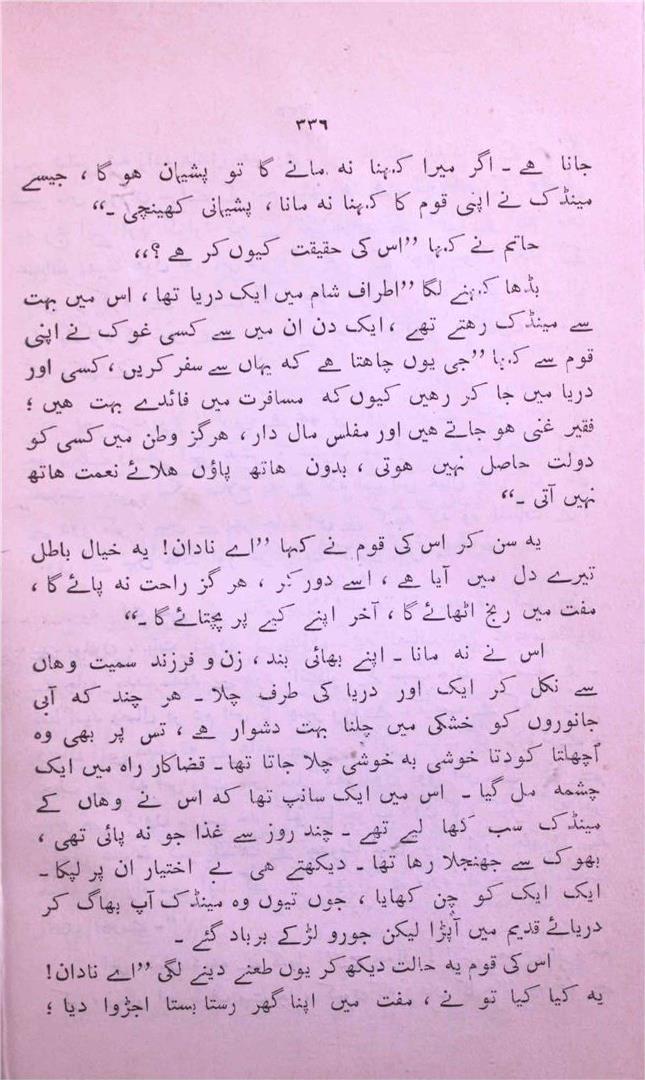 ۳۳۶
جانا ہے ۔ اگر میرا کہنا نہ مانے گا تو پشیمان ہو گا ، جیسے
مینڈک نے اپنی قوم کا کہنا نہ مانا ، پشیمانی کھینچی ۔“
حاتم نے کہا ”اس کی حقیقت کیوں کر ہے ؟“
بڈھا کہنے لگا ”اطراف شام میں ایک دریا تھا ، اس میں بہت
سے مینڈک رہتے تھے ، ایک دن ان میں سے کسی غوک نے اپنی
قوم سے کہا ”جی یوں چاہتا ہے کہ یہاں سے سفر کریں ، کسی اور
دریا میں جا کر رہیں کیوں کہ مسافرت میں فائدے بہت ہیں ؛
فقیر غنی ہو جاتے ہیں اور مفلس مال دار ، ہرگز وطن میں کسی کو
دولت حاصل نہیں ہوتی ، بدون ہاتھ پاؤں ہلائے نعمت ہاتھ
نہیں آتی ۔“
یہ سن کر اس کی قوم نے کہا ”اے نادان! یہ خیال باطل
تیرے دل میں آیا ہے ، اسے دور کر ، ہر گز راحت نہ پائے گا ،
مفت میں رنج اٹھائے گا ، آخر اپنے کیے پر پچتائے گا ۔“
اس نے نہ مانا ۔ اپنے بھائی بند ، زن و فرزند سمیت وہاں
سے نکل کر ایک اور دریا کی طرف چلا ۔ ہر چند کہ آبی
جانوروں کو خشکی میں چلنا بہت دشوار ہے ، تس پر بھی وہ
اُچھلتا کودتا خوشی بہ خوشی چلا جاتا تھا ۔ قضاکار راہ میں ایک
چشمہ مل گیا ۔ اس میں ایک سانپ تھا کہ اس نے وہاں کے
مینڈک سب کھا لیے تھے ۔ چند روز سے غذا جو نہ پائی تھی ،
بھوک سے جھنجلا رہا تھا ۔ دیکھتے ہی بے اختیار ان پر لپکا ۔
ایک ایک کو چن کھایا ، جوں تیوں وہ مینڈک آپ بھاگ کر
دریائے قدیم میں آپڑا لیکن جورو لڑکے برباد گئے ۔
اس کی قوم یہ حالت دیکھ کر یوں طعنے دینے لگی ”اے نادان!
یہ کیا کیا تو نے ، مفت میں اپنا گھر رستا بستا اجڑوا دیا ؛